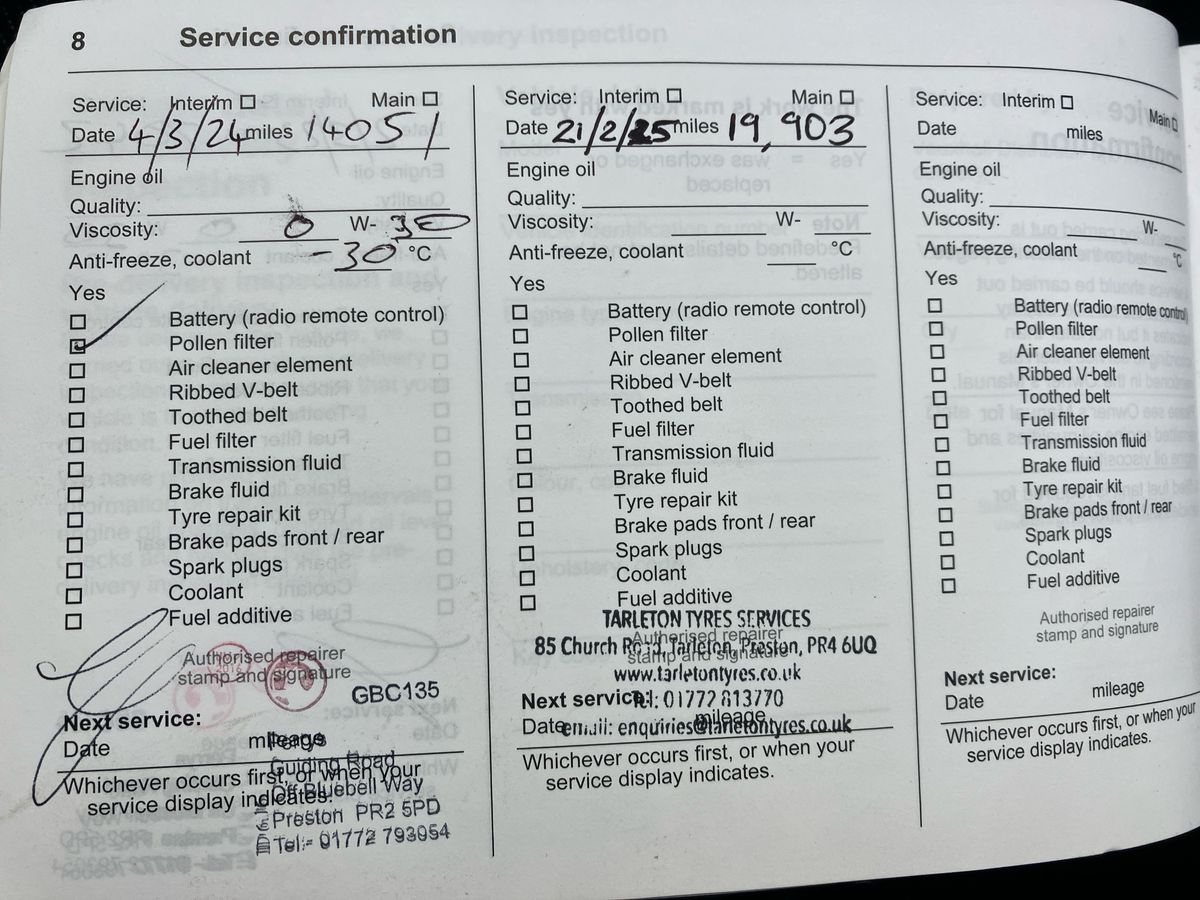 8 Service confirmation
Service: Interim ☐ Main ☐
Date 4/3/24 miles 14051
Engine oil
Quality:
Viscosity: 0 W- 30
Anti-freeze, coolant -30 °C
Yes
☐ Battery (radio remote control)
☑ Pollen filter
☐ Air cleaner element
☐ Ribbed V-belt
☐ Toothed belt
☐ Fuel filter
☐ Transmission fluid
☐ Brake fluid
☐ Tyre repair kit
☐ Brake pads front / rear
☐ Spark plugs
☐ Coolant
☐ Fuel additive
Authorised repairer
stamp and signature
GBC135
Next service:
Date mileage
Perrys
Guiding Road
Whichever occurs first, or when your
Off Bluebell Way
service display indicates.
Preston PR2 5PD
Tel:- 01772 793054
Service: Interim ☐ Main ☐
Date 21/2/25 miles 19,903
Engine oil
Quality:
Viscosity: W-
Anti-freeze, coolant °C
Yes
☐ Battery (radio remote control)
☐ Pollen filter
☐ Air cleaner element
☐ Ribbed V-belt
☐ Toothed belt
☐ Fuel filter
☐ Transmission fluid
☐ Brake fluid
☐ Tyre repair kit
☐ Brake pads front / rear
☐ Spark plugs
☐ Coolant
☐ Fuel additive
TARLETON TYRES SERVICES
Authorised repairer
85 Church Road, Tarleton, Preston, PR4 6UQ
stamp and signature
www.tarletontyres.co.uk
Next service:
Tel: 01772 813770
Date mileage
email: enquiries@tarletontyres.co.uk
Whichever occurs first, or when your
service display indicates.
Service: Interim ☐ Main ☐
Date miles
Engine oil
Quality:
Viscosity: W-
Anti-freeze, coolant °C
Yes
☐ Battery (radio remote control)
☐ Pollen filter
☐ Air cleaner element
☐ Ribbed V-belt
☐ Toothed belt
☐ Fuel filter
☐ Transmission fluid
☐ Brake fluid
☐ Tyre repair kit
☐ Brake pads front / rear
☐ Spark plugs
☐ Coolant
☐ Fuel additive
Authorised repairer
stamp and signature
Next service:
Date mileage
Whichever occurs first, or when your
service display indicates.